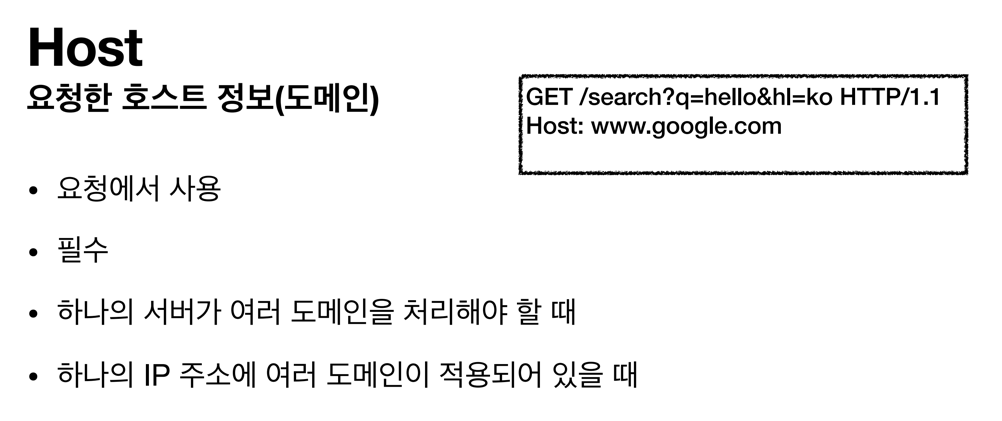 Host
요청한 호스트 정보(도메인)
GET /search?q=hello&hl=ko HTTP/1.1
Host: www.google.com
• 요청에서 사용
• 필수
• 하나의 서버가 여러 도메인을 처리해야 할 때
• 하나의 IP 주소에 여러 도메인이 적용되어 있을 때